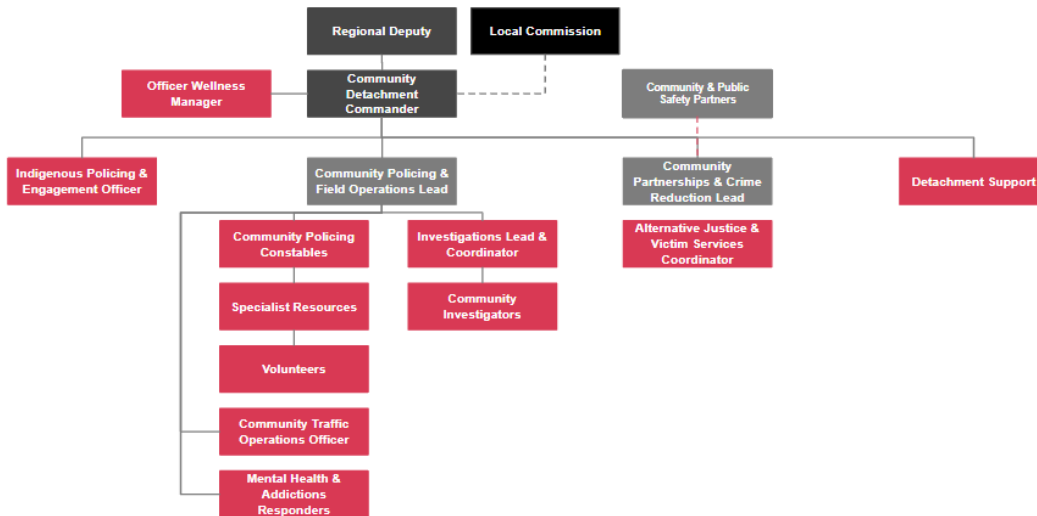 Regional Deputy
Local Commission
Officer Wellness
Manager
Community
Detachment
Commander
Community & Public
Safety Partners
Indigenous Policing &
Engagement Officer
Community Policing &
Field Operations Lead
Community
Partnerships & Crime
Reduction Lead
Detachment Support
Community Policing
Constables
Investigations Lead &
Coordinator
Alternative Justice &
Victim Services
Coordinator
Specialist Resources
Community
Investigators
Volunteers
Community Traffic
Operations Officer
Mental Health &
Addictions
Responders